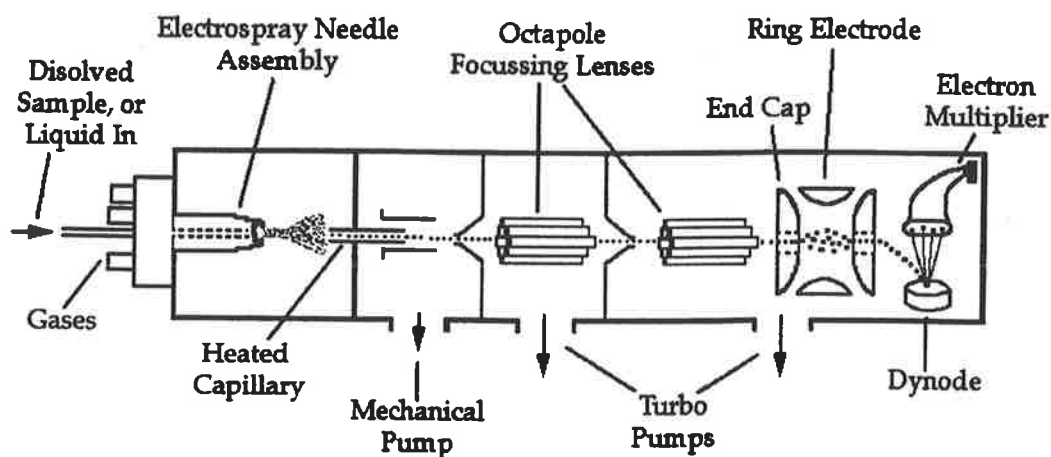 Electrospray Needle
Assembly
Octapole
Focussing Lenses
Ring Electrode
Disolved
Sample, or
Liquid In
End Cap
Electron
Multiplier
Gases
Heated
Capillary
Mechanical
Pump
Turbo
Pumps
Dynode